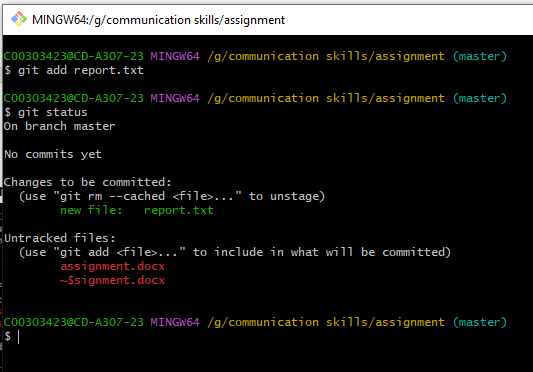 MINGW64:/g/communication skills/assignment
C00303423@CD-A307-23 MINGW64 /g/communication skills/assignment (master)
$ git add report.txt
C00303423@CD-A307-23 MINGW64 /g/communication skills/assignment (master)
$ git status
On branch master
No commits yet
Changes to be committed:
  (use "git rm --cached <file>..." to unstage)
        new file:   report.txt
Untracked files:
  (use "git add <file>..." to include in what will be committed)
        assignment.docx
        ~$signment.docx
C00303423@CD-A307-23 MINGW64 /g/communication skills/assignment (master)
$